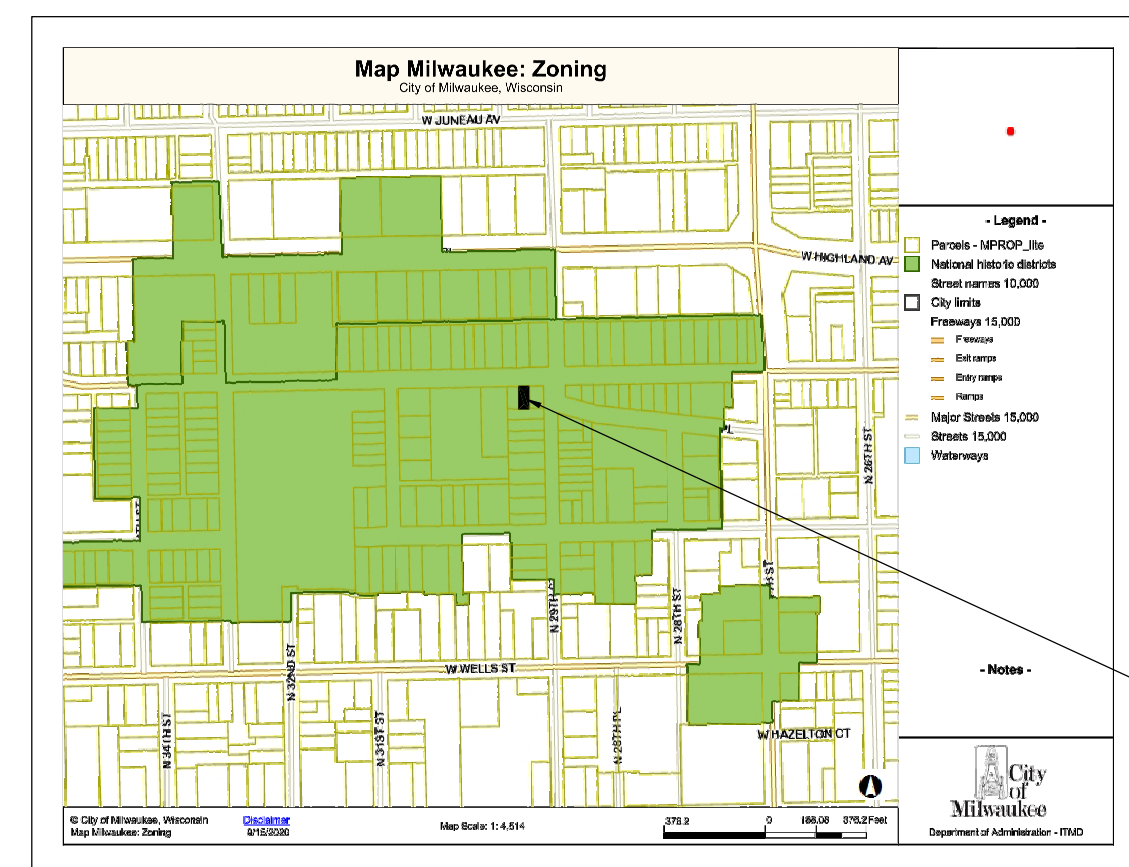 Map Milwaukee: Zoning
City of Milwaukee, Wisconsin
W JUNEAU AV
W HIGHLAND AV
N 26TH ST
N 29TH
N 28TH ST
TH ST
W WELLS ST
N 32ND ST
N 34TH ST
N 31ST ST
N 28TH PL
W HAZELTON CT
- Legend -
Parcels - MPROP_lite
National historic districts
Street names 10,000
City limits
Freeways 15,000
Freeways
Exit ramps
Entry ramps
Ramps
Major Streets 15,000
Streets 15,000
Waterways
- Notes -
© City of Milwaukee, Wisconsin
Map Milwaukee: Zoning
Disclaimer
9/15/2020
Map Scale: 1: 4,514
376.2 0 188.08 376.2 Feet
City
of
Milwaukee
Department of Administration - ITMD